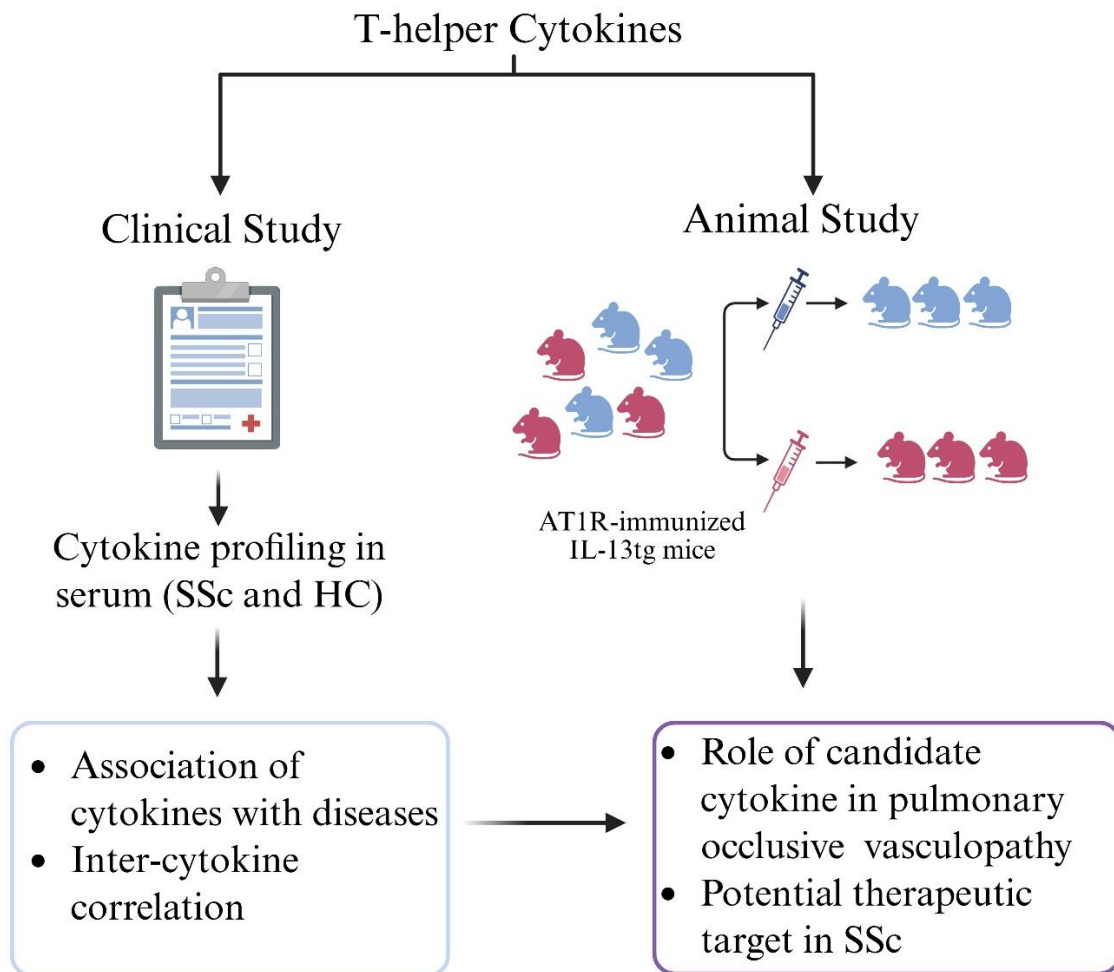 T-helper Cytokines
Clinical Study
Animal Study
AT1R-immunized
IL-13tg mice
Cytokine profiling in
serum (SSc and HC)
• Association of
cytokines with diseases
• Inter-cytokine
correlation
• Role of candidate
cytokine in pulmonary
occlusive vasculopathy
• Potential therapeutic
target in SSc